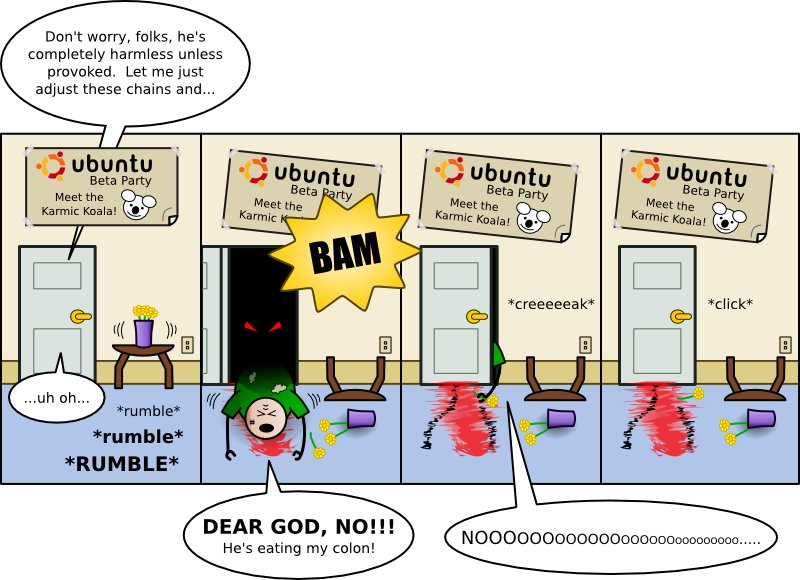 Don't worry, folks, he's
completely harmless unless
provoked.  Let me just
adjust these chains and...
ubuntu
Beta Party
Meet the
Karmic Koala!
...uh oh...
*rumble*
*rumble*
*RUMBLE*
ubuntu
Beta Party
Meet the
Karmic K
BAM
DEAR GOD, NO!!!
He's eating my colon!
ubuntu
Beta Party
Meet the
Karmic Koala!
*creeeeeak*
NOOOOOOOOOOOOOOOOOOOOoooooooooo.....
ubuntu
Beta Party
Meet the
Karmic Koala!
*click*